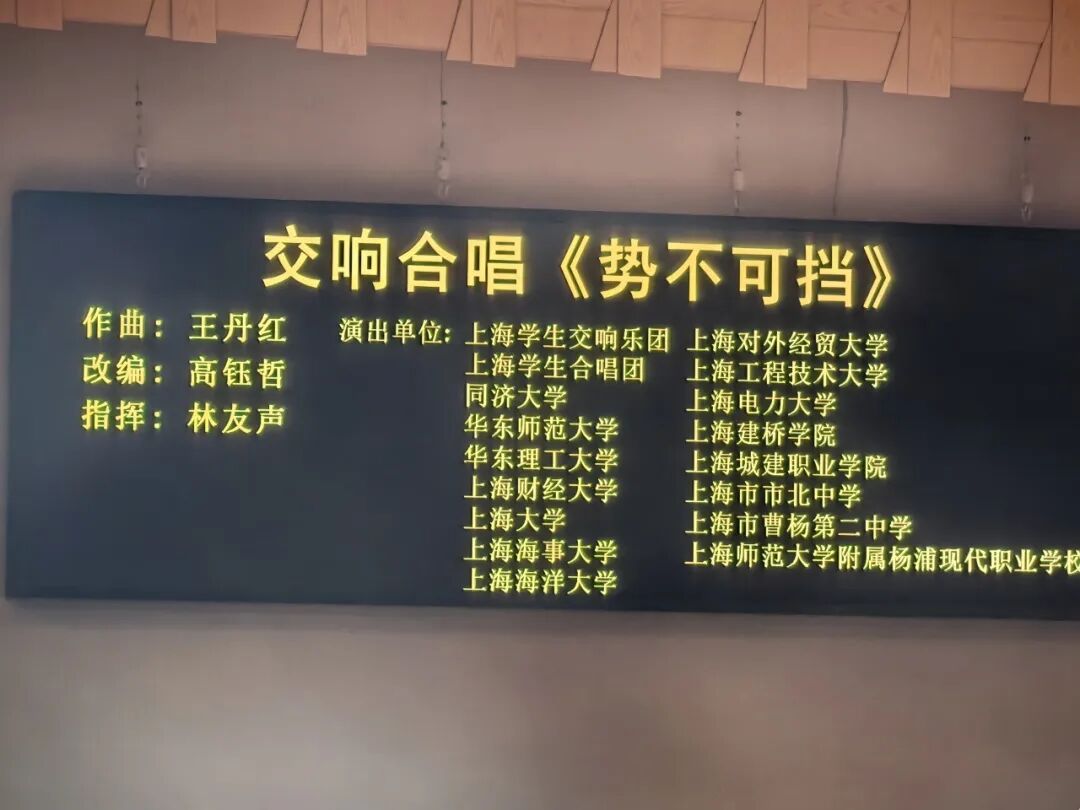 交响合唱《势不可挡》
作曲：王丹红
改编：高钰哲
指挥：林友声
演出单位：上海学生交响乐团
上海学生合唱团
同济大学
华东师范大学
华东理工大学
上海财经大学
上海大学
上海海事大学
上海海洋大学
上海对外经贸大学
上海工程技术大学
上海电力大学
上海建桥学院
上海城建职业学院
上海市市北中学
上海市曹杨第二中学
上海师范大学附属杨浦现代职业学校